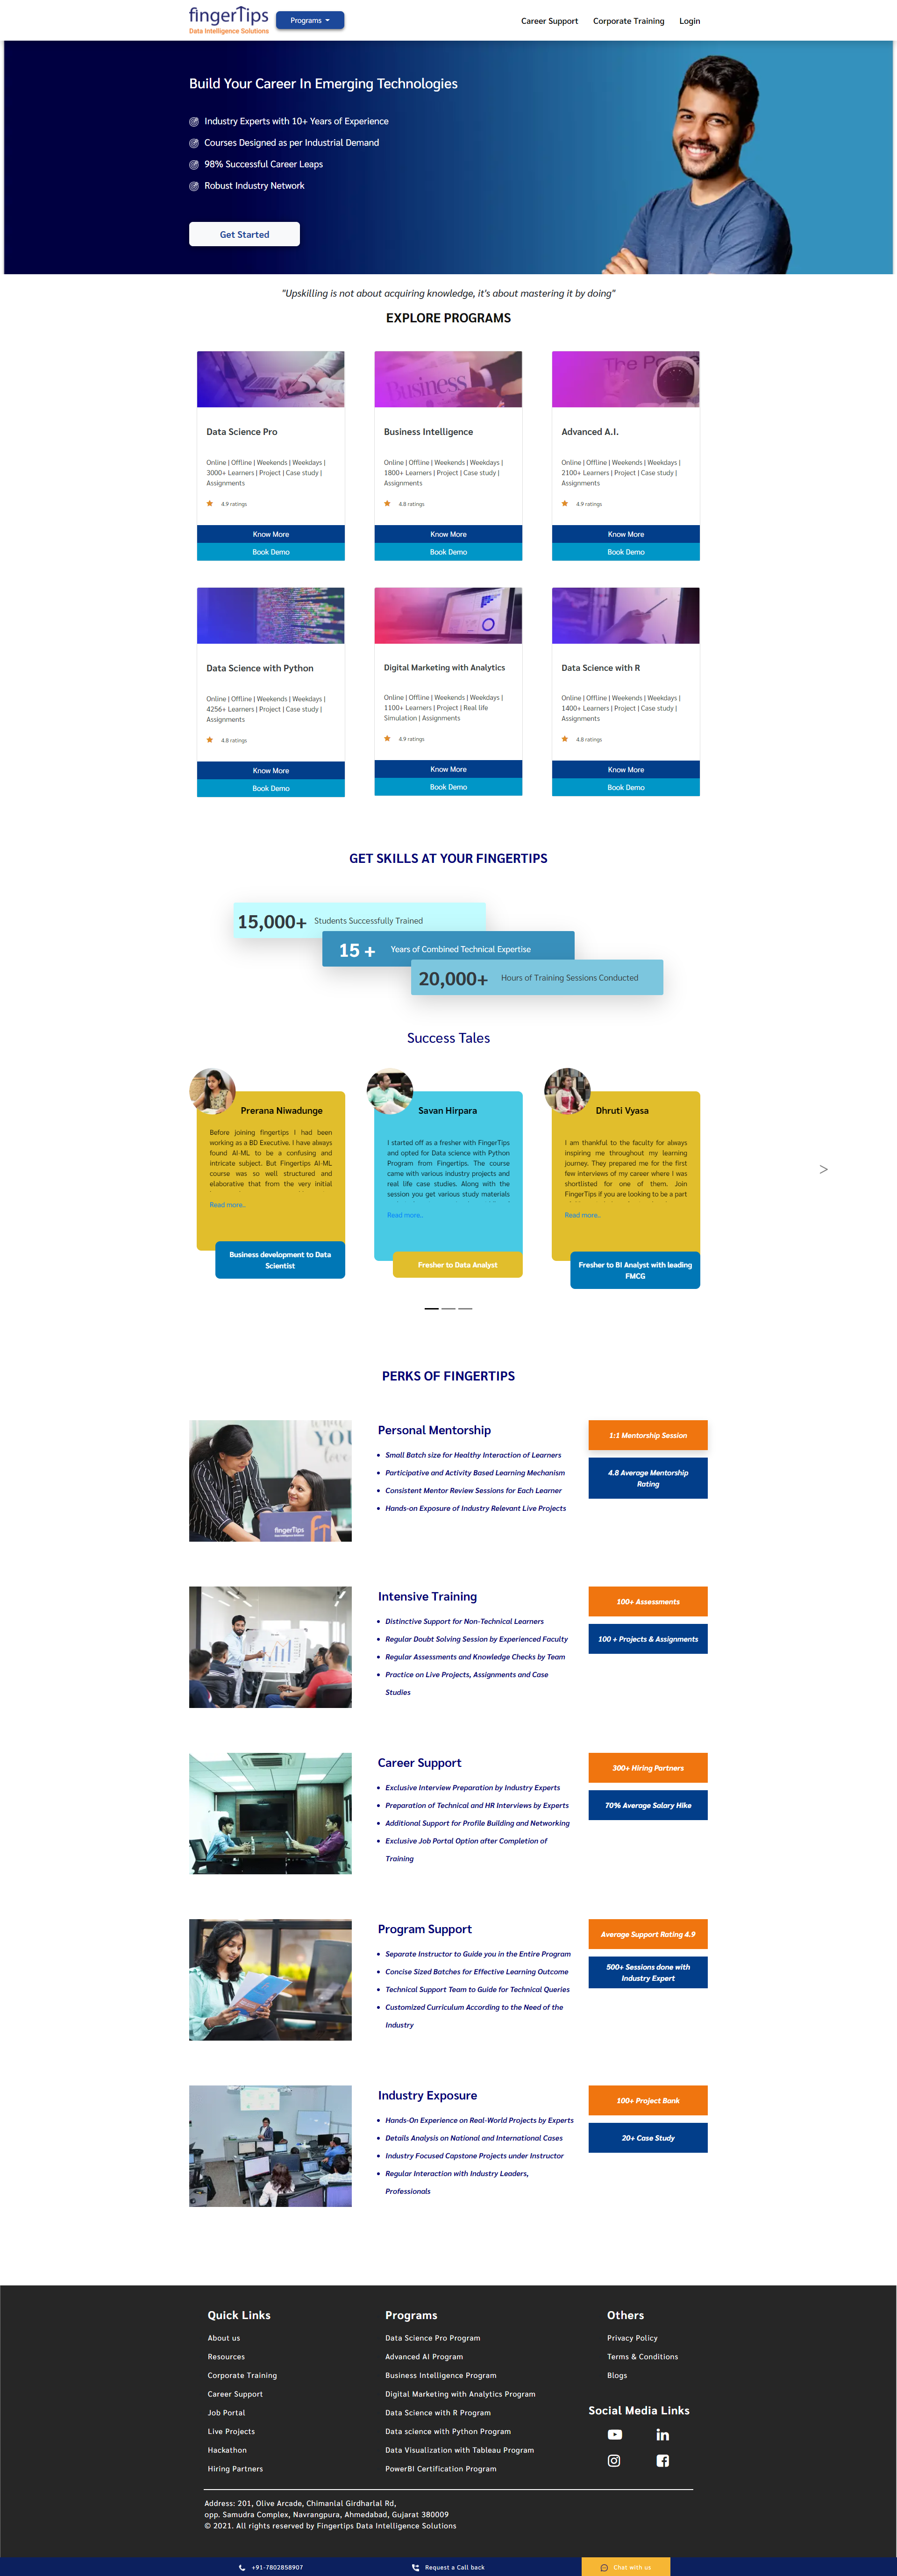 fingerTips
Data Intelligence Solutions
Programs
Career Support
Corporate Training
Login
Build Your Career In Emerging Technologies
Industry Experts with 10+ Years of Experience
Courses Designed as per Industrial Demand
98% Successful Career Leaps
Robust Industry Network
Get Started
"Upskilling is not about acquiring knowledge, it's about mastering it by doing"
EXPLORE PROGRAMS
Business
Data Science Pro
Online | Offline | Weekends | Weekdays |
3000+ Learners | Project | Case study |
Assignments
4.9 ratings
Know More
Book Demo
Business Intelligence
Online | Offline | Weekends | Weekdays |
1800+ Learners | Project | Case study |
Assignments
4.8 ratings
Know More
Book Demo
Advanced A.I.
Online | Offline | Weekends | Weekdays |
2100+ Learners | Project | Case study |
Assignments
4.9 ratings
Know More
Book Demo
Data Science with Python
Online | Offline | Weekends | Weekdays |
4256+ Learners | Project | Case study |
Assignments
4.8 ratings
Know More
Book Demo
Digital Marketing with Analytics
Online | Offline | Weekends | Weekdays |
1100+ Learners | Project | Real life
Simulation | Assignments
4.9 ratings
Know More
Book Demo
Data Science with R
Online | Offline | Weekends | Weekdays |
1400+ Learners | Project | Case study |
Assignments
4.8 ratings
Know More
Book Demo
GET SKILLS AT YOUR FINGERTIPS
15,000+ Students Successfully Trained
15 + Years of Combined Technical Expertise
20,000+ Hours of Training Sessions Conducted
Success Tales
Prerana Niwadunge
Before joining fingertips I had been
working as a BD Executive. I have always
found AI-ML to be a confusing and
intricate subject. But Fingertips AI-ML
course was so well structured and
elaborative that from the very initial
Read more..
Business development to Data
Scientist
Savan Hirpara
I started off as a fresher with FingerTips
and opted for Data science with Python
Program from Fingertips. The course
came with various industry projects and
real life case studies. Along with the
session you get various study materials
Read more..
Fresher to Data Analyst
Dhruti Vyasa
I am thankful to the faculty for always
inspiring me throughout my learning
journey. They prepared me for the first
few interviews of my career where I was
shortlisted for one of them. Join
FingerTips if you are looking to be a part
Read more..
Fresher to BI Analyst with leading
FMCG
>
PERKS OF FINGERTIPS
fingerTips
Personal Mentorship
Small Batch size for Healthy Interaction of Learners
Participative and Activity Based Learning Mechanism
Consistent Mentor Review Sessions for Each Learner
Hands-on Exposure of Industry Relevant Live Projects
1:1 Mentorship Session
4.8 Average Mentorship
Rating
Intensive Training
Distinctive Support for Non-Technical Learners
Regular Doubt Solving Session by Experienced Faculty
Regular Assessments and Knowledge Checks by Team
Practice on Live Projects, Assignments and Case
Studies
100+ Assessments
100 + Projects & Assignments
Career Support
Exclusive Interview Preparation by Industry Experts
Preparation of Technical and HR Interviews by Experts
Additional Support for Profile Building and Networking
Exclusive Job Portal Option after Completion of
Training
300+ Hiring Partners
70% Average Salary Hike
Program Support
Separate Instructor to Guide you in the Entire Program
Concise Sized Batches for Effective Learning Outcome
Technical Support Team to Guide for Technical Queries
Customized Curriculum According to the Need of the
Industry
Average Support Rating 4.9
500+ Sessions done with
Industry Expert
Industry Exposure
Hands-On Experience on Real-World Projects by Experts
Details Analysis on National and International Cases
Industry Focused Capstone Projects under Instructor
Regular Interaction with Industry Leaders,
Professionals
100+ Project Bank
20+ Case Study
Quick Links
About us
Resources
Corporate Training
Career Support
Job Portal
Live Projects
Hackathon
Hiring Partners
Programs
Data Science Pro Program
Advanced AI Program
Business Intelligence Program
Digital Marketing with Analytics Program
Data Science with R Program
Data science with Python Program
Data Visualization with Tableau Program
PowerBI Certification Program
Others
Privacy Policy
Terms & Conditions
Blogs
Social Media Links
Address: 201, Olive Arcade, Chimanlal Girdharlal Rd,
opp. Samudra Complex, Navrangpura, Ahmedabad, Gujarat 380009
© 2021. All rights reserved by Fingertips Data Intelligence Solutions
+91-7802858907
Request a Call back
Chat with us